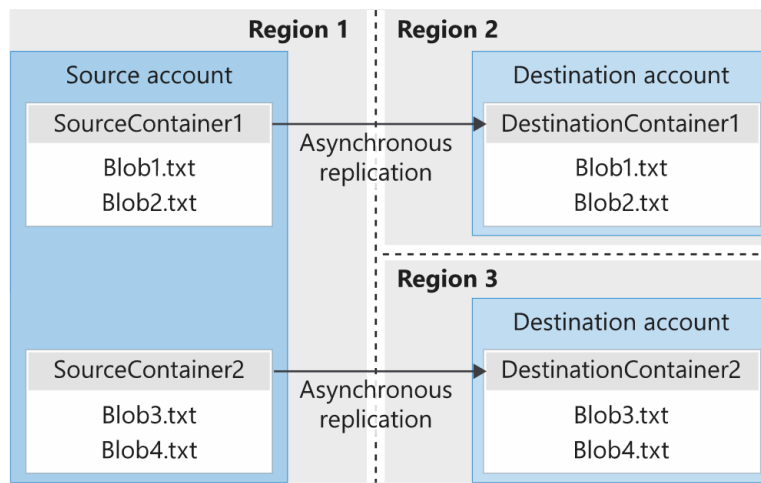 Region 1
Source account
SourceContainer1
Blob1.txt
Blob2.txt
SourceContainer2
Blob3.txt
Blob4.txt
Asynchronous
replication
Asynchronous
replication
Region 2
Destination account
DestinationContainer1
Blob1.txt
Blob2.txt
Region 3
Destination account
DestinationContainer2
Blob3.txt
Blob4.txt